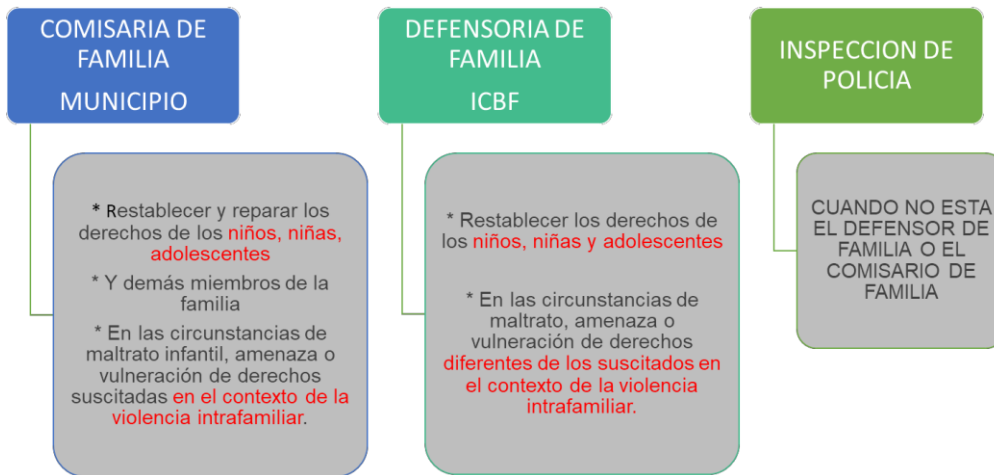 COMISARIA DE
FAMILIA
MUNICIPIO
* Restablecer y reparar los
derechos de los niños, niñas,
adolescentes
* Y demás miembros de la
familia
* En las circunstancias de
maltrato infantil, amenaza o
vulneración de derechos
suscitadas en el contexto de la
violencia intrafamiliar.
DEFENSORIA DE
FAMILIA
ICBF
* Restablecer los derechos de
los niños, niñas y adolescentes
* En las circunstancias de
maltrato, amenaza o
vulneración de derechos
diferentes de los suscitados en
el contexto de la violencia
intrafamiliar.
INSPECCION DE
POLICIA
CUANDO NO ESTA
EL DEFENSOR DE
FAMILIA O EL
COMISARIO DE
FAMILIA